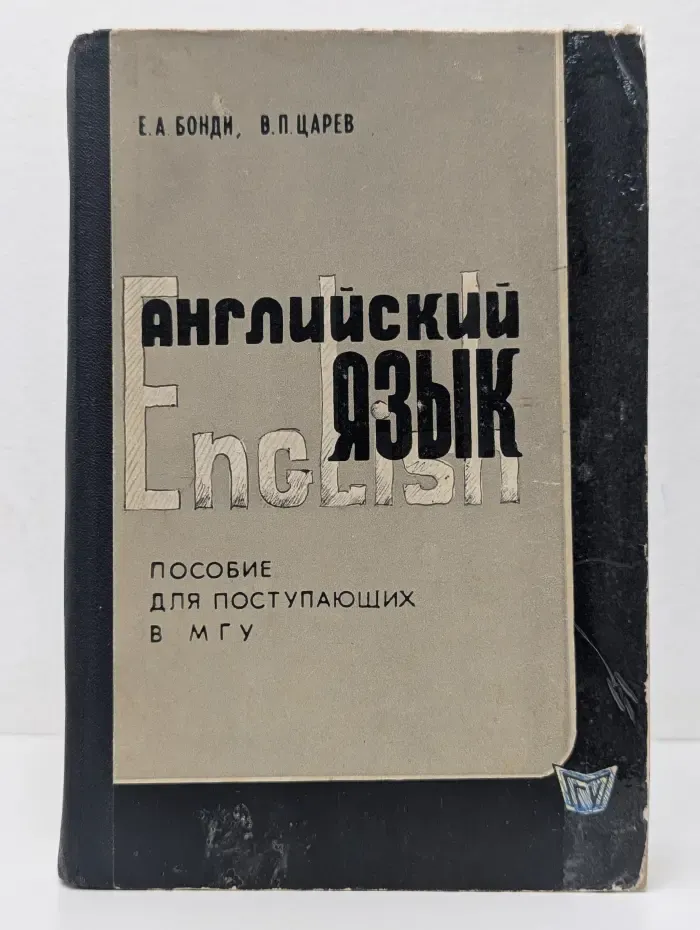 Е.А. БОНДИ, В.П. ЦАРЕВ
АНГЛИЙСКИЙ
ЯЗЫК
English
ПОСОБИЕ
ДЛЯ ПОСТУПАЮЩИХ
В МГУ